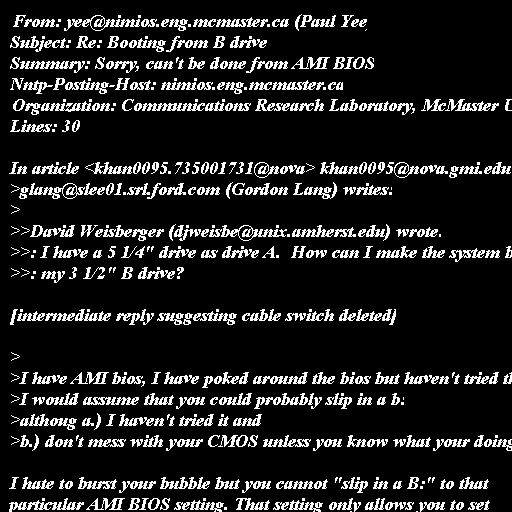 From: yee@nimios.eng.mcmaster.ca (Paul Yee)
Subject: Re: Booting from B drive
Summary: Sorry, can't be done from AMI BIOS
Nntp-Posting-Host: nimios.eng.mcmaster.ca
Organization: Communications Research Laboratory, McMaster U
Lines: 30

In article <khan0095.735001731@nova> khan0095@nova.gmi.edu
>glang@slee01.srl.ford.com (Gordon Lang) writes:
>
>>David Weisberger (djweisbe@unix.amherst.edu) wrote.
>>: I have a 5 1/4" drive as drive A.  How can I make the system b
>>: my 3 1/2" B drive?

[intermediate reply suggesting cable switch deleted]

>
>I have AMI bios, I have poked around the bios but haven't tried th
>I would assume that you could probably slip in a b:
>althoug a.) I haven't tried it and
>b.) don't mess with your CMOS unless you know what your doing

I hate to burst your bubble but you cannot "slip in a B:" to that
particular AMI BIOS setting. That setting only allows you to set